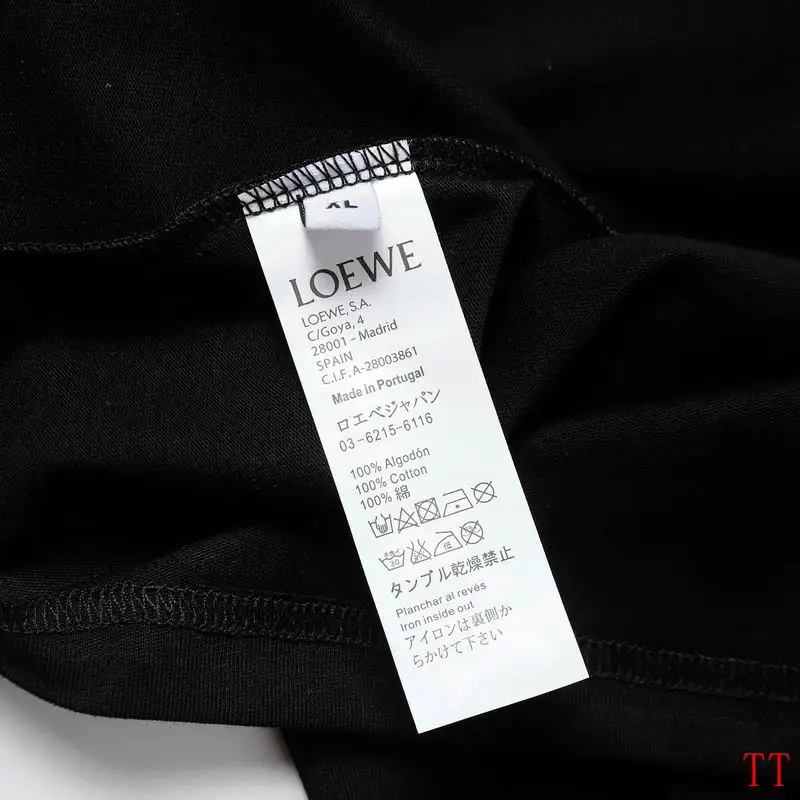 XL
LOEWE
LOEWE, S.A.
C/Goya, 4
28001 - Madrid
SPAIN
C.I.F. A-28003861
Made in Portugal
ロエベジャパン
03-6215-6116
100% Algodón
100% Cotton
100% 綿
タンブル乾燥禁止
Planchar al revés
Iron inside out
アイロンは裏側か
らかけて下さい
TT